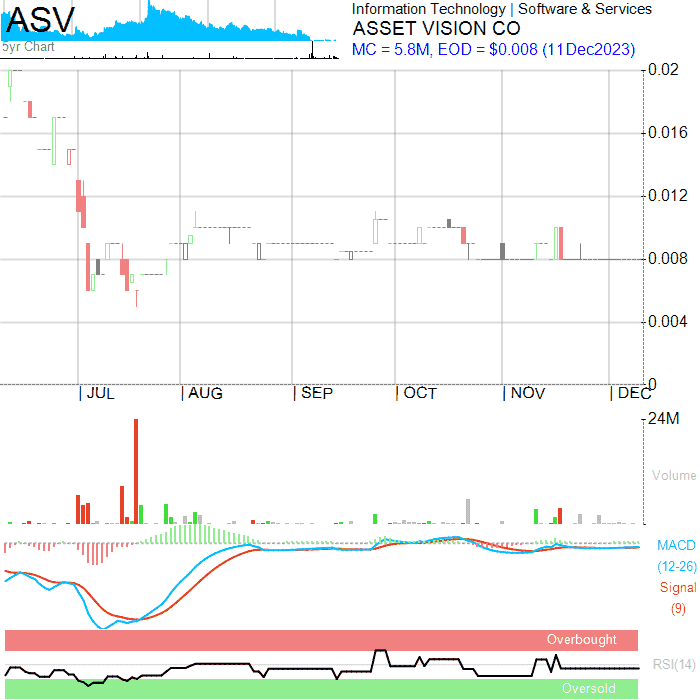 ASV
5yr Chart
Information Technology | Software & Services
ASSET VISION CO
MC = 5.8M, EOD = $0.008 (11Dec2023)
0.02
0.016
0.012
0.008
0.004
0
| JUL | AUG | SEP | OCT | NOV | DEC
24M
Volume
MACD
(12-26)
Signal
(9)
Overbought
RSI(14)
Oversold